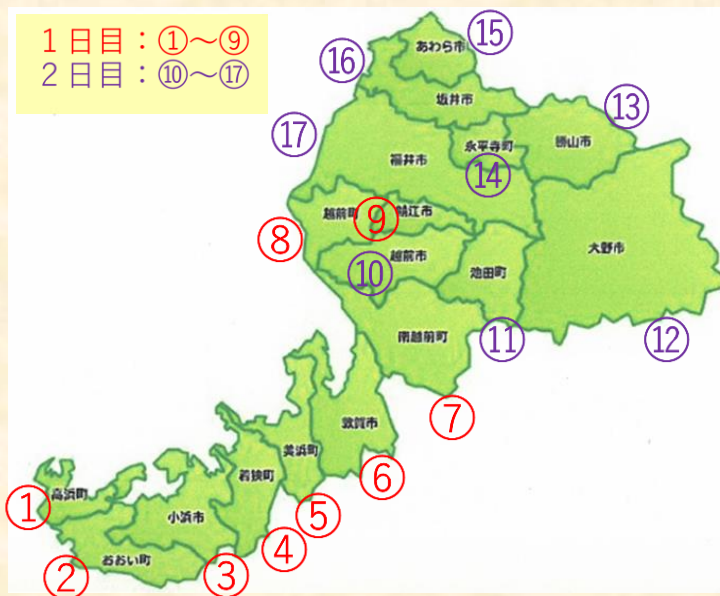 1日目：①～⑨
2日目：⑩～⑰
あわら市
⑮
⑯
坂井市
⑬
⑰
永平寺町
勝山市
福井市
⑭
越前町
鯖江市
⑨
⑧
越前市
大野市
⑩
池田町
南越前町
⑪
⑫
⑦
敦賀市
美浜町
若狭町
⑥
高浜町
①
小浜市
⑤
④
おおい町
②
③